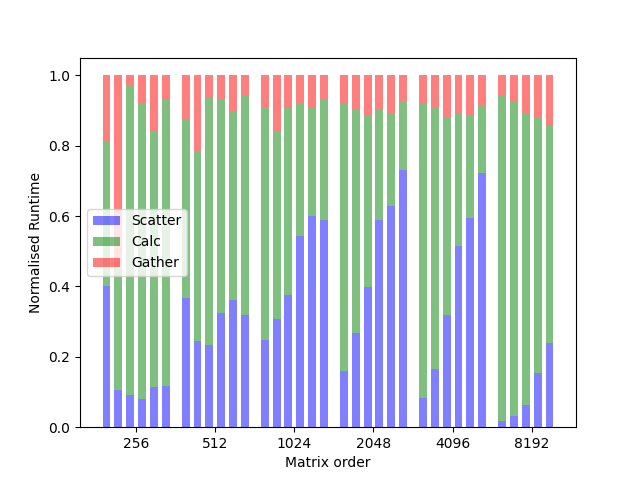 1.0
0.8
0.6
0.4
0.2
0.0
Normalised Runtime
Scatter
Calc
Gather
256 512 1024 2048 4096 8192
Matrix order